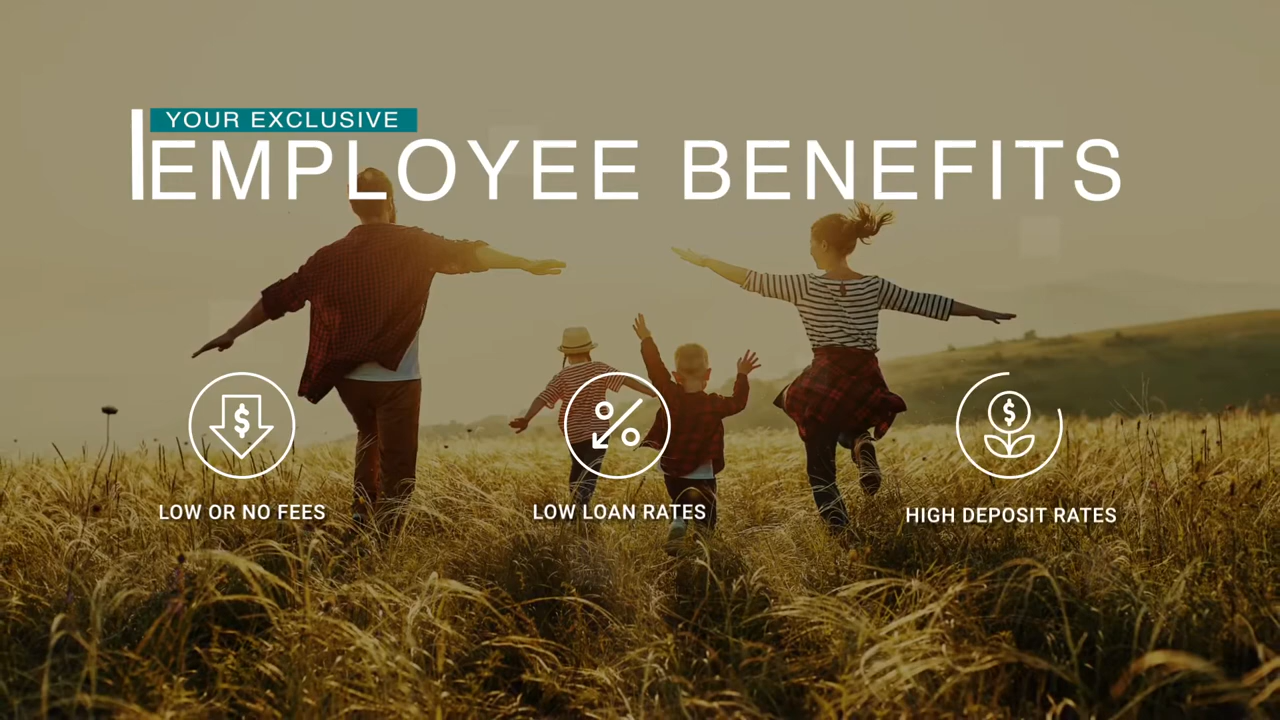 YOUR EXCLUSIVE
EMPLOYEE BENEFITS
LOW OR NO FEES
LOW LOAN RATES
HIGH DEPOSIT RATES